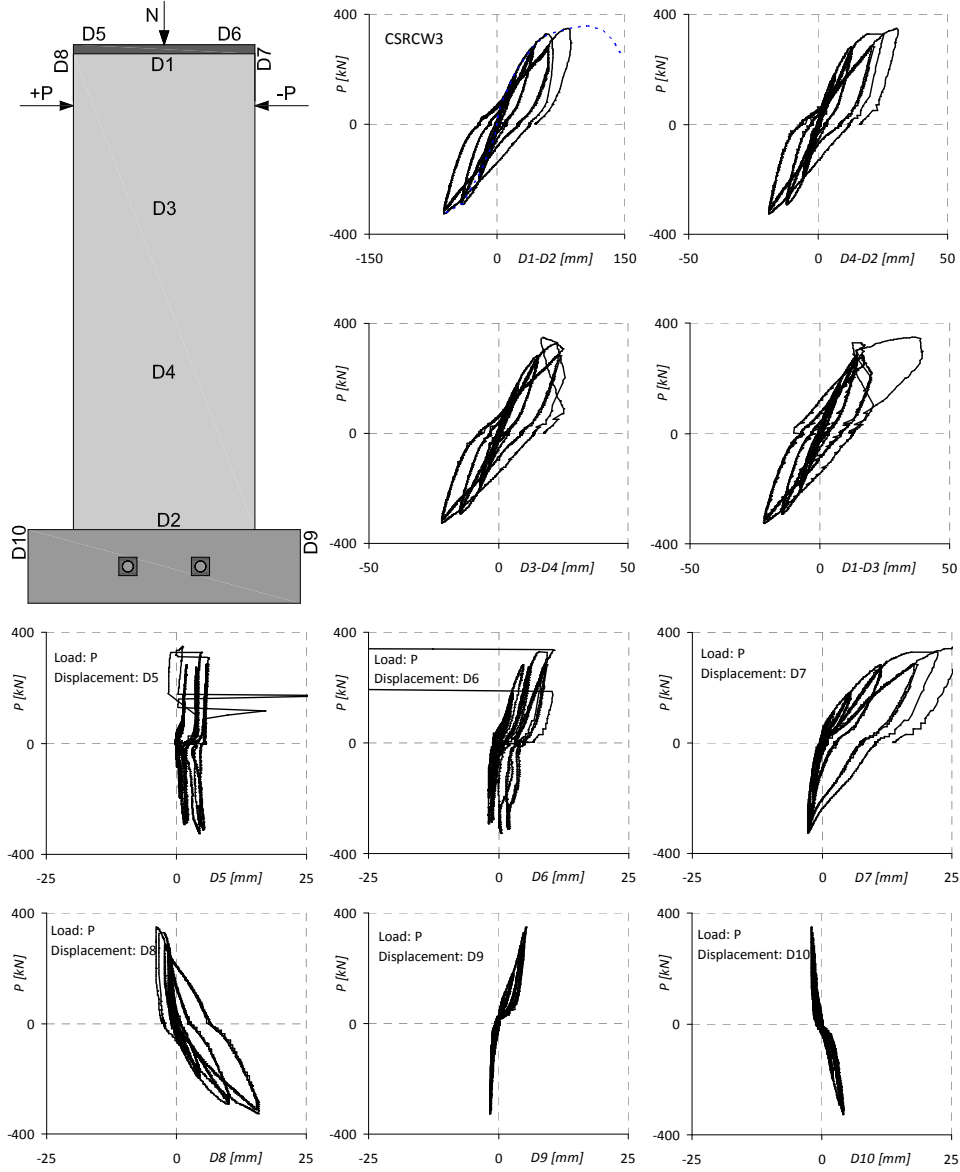 N
D5 D6
D8 D7
D1
+P -P
D3
D4
D2
D10 D9
CSRCW3
P [kN]
400
0
-400
-150 0 150
D1-D2 [mm]
P [kN]
400
0
-400
-50 0 50
D4-D2 [mm]
P [kN]
400
0
-400
-50 0 50
D3-D4 [mm]
P [kN]
400
0
-400
-50 0 50
D1-D3 [mm]
Load: P
Displacement: D5
P [kN]
400
0
-400
-25 0 25
D5 [mm]
Load: P
Displacement: D6
P [kN]
400
0
-400
-25 0 25
D6 [mm]
Load: P
Displacement: D7
P [kN]
400
0
-400
-25 0 25
D7 [mm]
Load: P
Displacement: D8
P [kN]
400
0
-400
-25 0 25
D8 [mm]
Load: P
Displacement: D9
P [kN]
400
0
-400
-25 0 25
D9 [mm]
Load: P
Displacement: D10
P [kN]
400
0
-400
-25 0 25
D10 [mm]